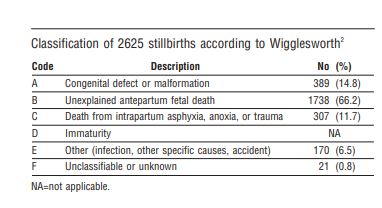 Classification of 2625 stillbirths according to Wigglesworth²
Code Description No (%)
A Congenital defect or malformation 389 (14.8)
B Unexplained antepartum fetal death 1738 (66.2)
C Death from intrapartum asphyxia, anoxia, or trauma 307 (11.7)
D Immaturity NA
E Other (infection, other specific causes, accident) 170 (6.5)
F Unclassifiable or unknown 21 (0.8)
NA=not applicable.